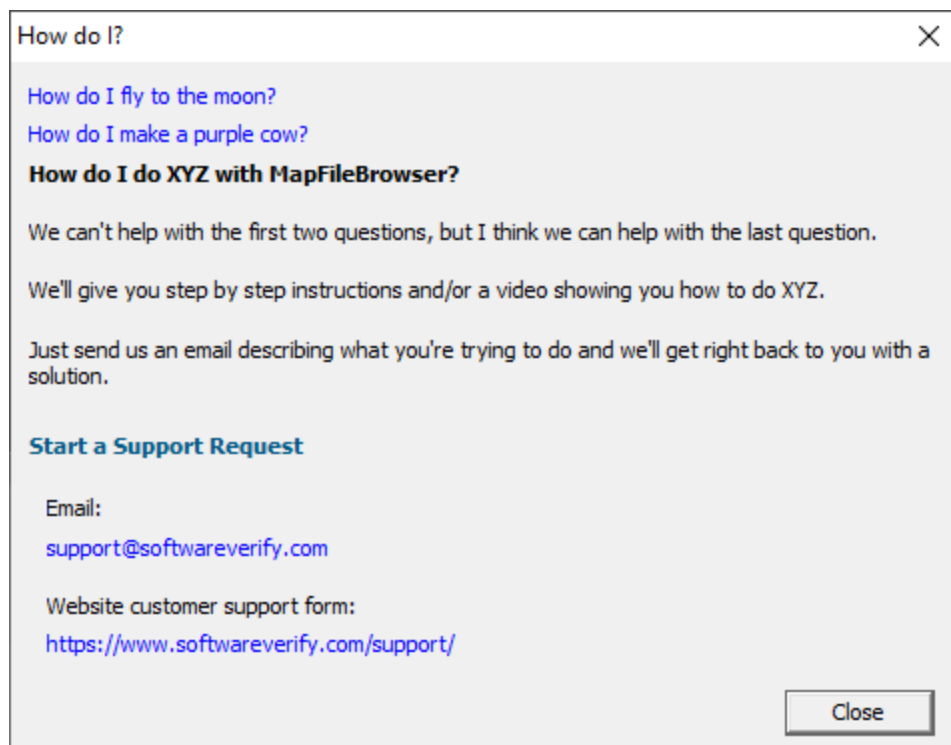 How do I?
How do I fly to the moon?
How do I make a purple cow?
How do I do XYZ with MapFileBrowser?
We can't help with the first two questions, but I think we can help with the last question.
We'll give you step by step instructions and/or a video showing you how to do XYZ.
Just send us an email describing what you're trying to do and we'll get right back to you with a
solution.
Start a Support Request
Email:
support@softwareverify.com
Website customer support form:
https://www.softwareverify.com/support/
Close